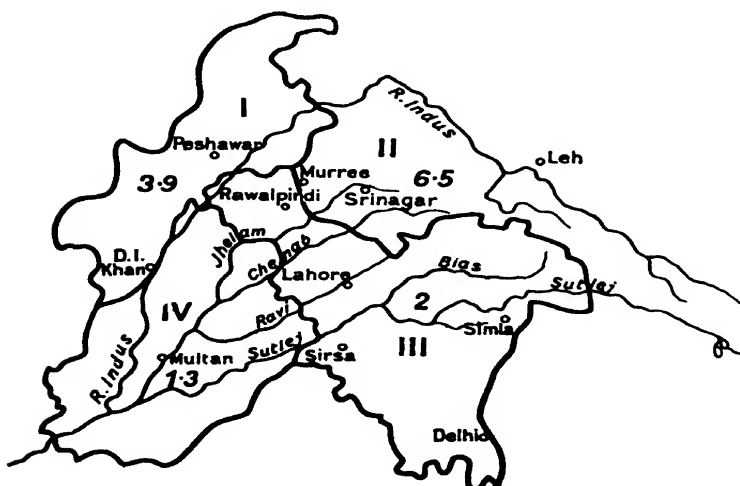 I
R. Indus
Peshawar
II
Leh
3·9
Murree
6·5
Rawalpindi
Srinagar
Jhelam
D.I.
Khan
Chenab
Lahore
Bias
Sutlej
2
IV
Ravi
Simla
III
Multan
Sutlej
Sirsa
1·3
R. Indus
Delhi